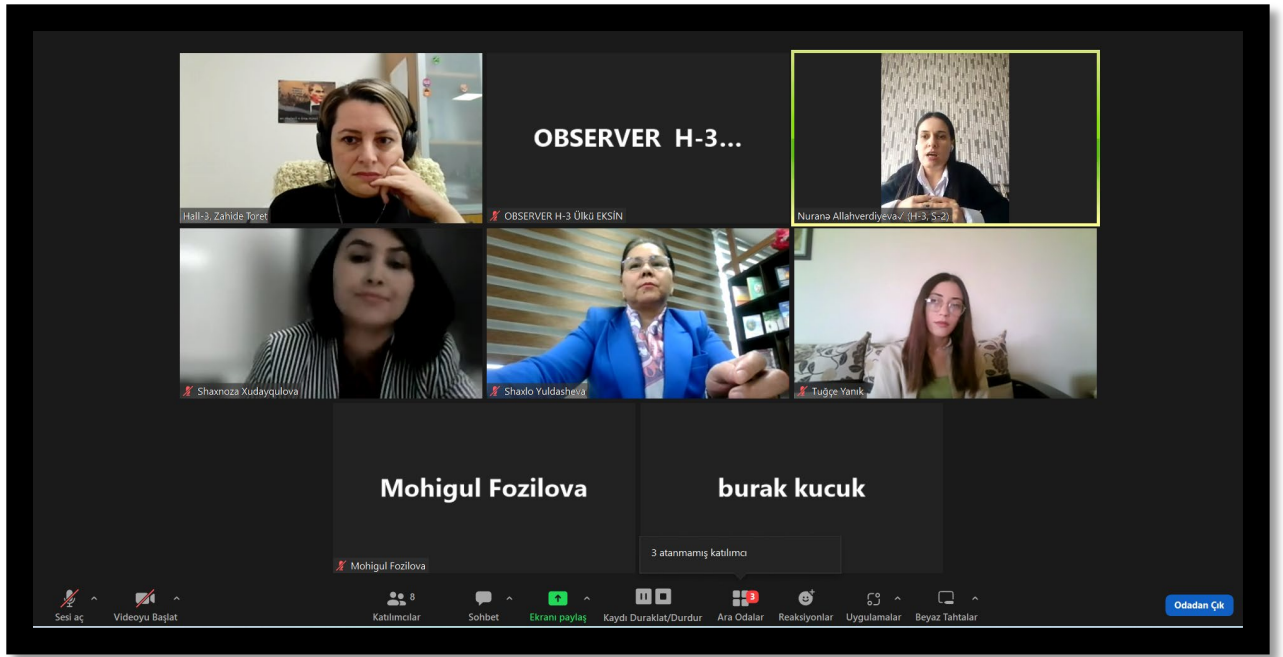 OBSERVER H-3...
Hall-3, Zahide Toret
OBSERVER H-3 Ülkü EKSİN
Nuranə Allahverdiyeva✓ (H-3, S-2)
Shaxnoza Xudayqulova
Shaxlo Yuldasheva
Tuğçe Yanık
Mohigul Fozilova
burak kucuk
3 atanmamış katılımcı
Mohigul Fozilova
8
3
Sesi aç
Videoyu Başlat
Katılımcılar
Sohbet
Ekranı paylaş
Kaydı Duraklat/Durdur
Ara Odalar
Reaksiyonlar
Uygulamalar
Beyaz Tahtalar
Odadan Çık